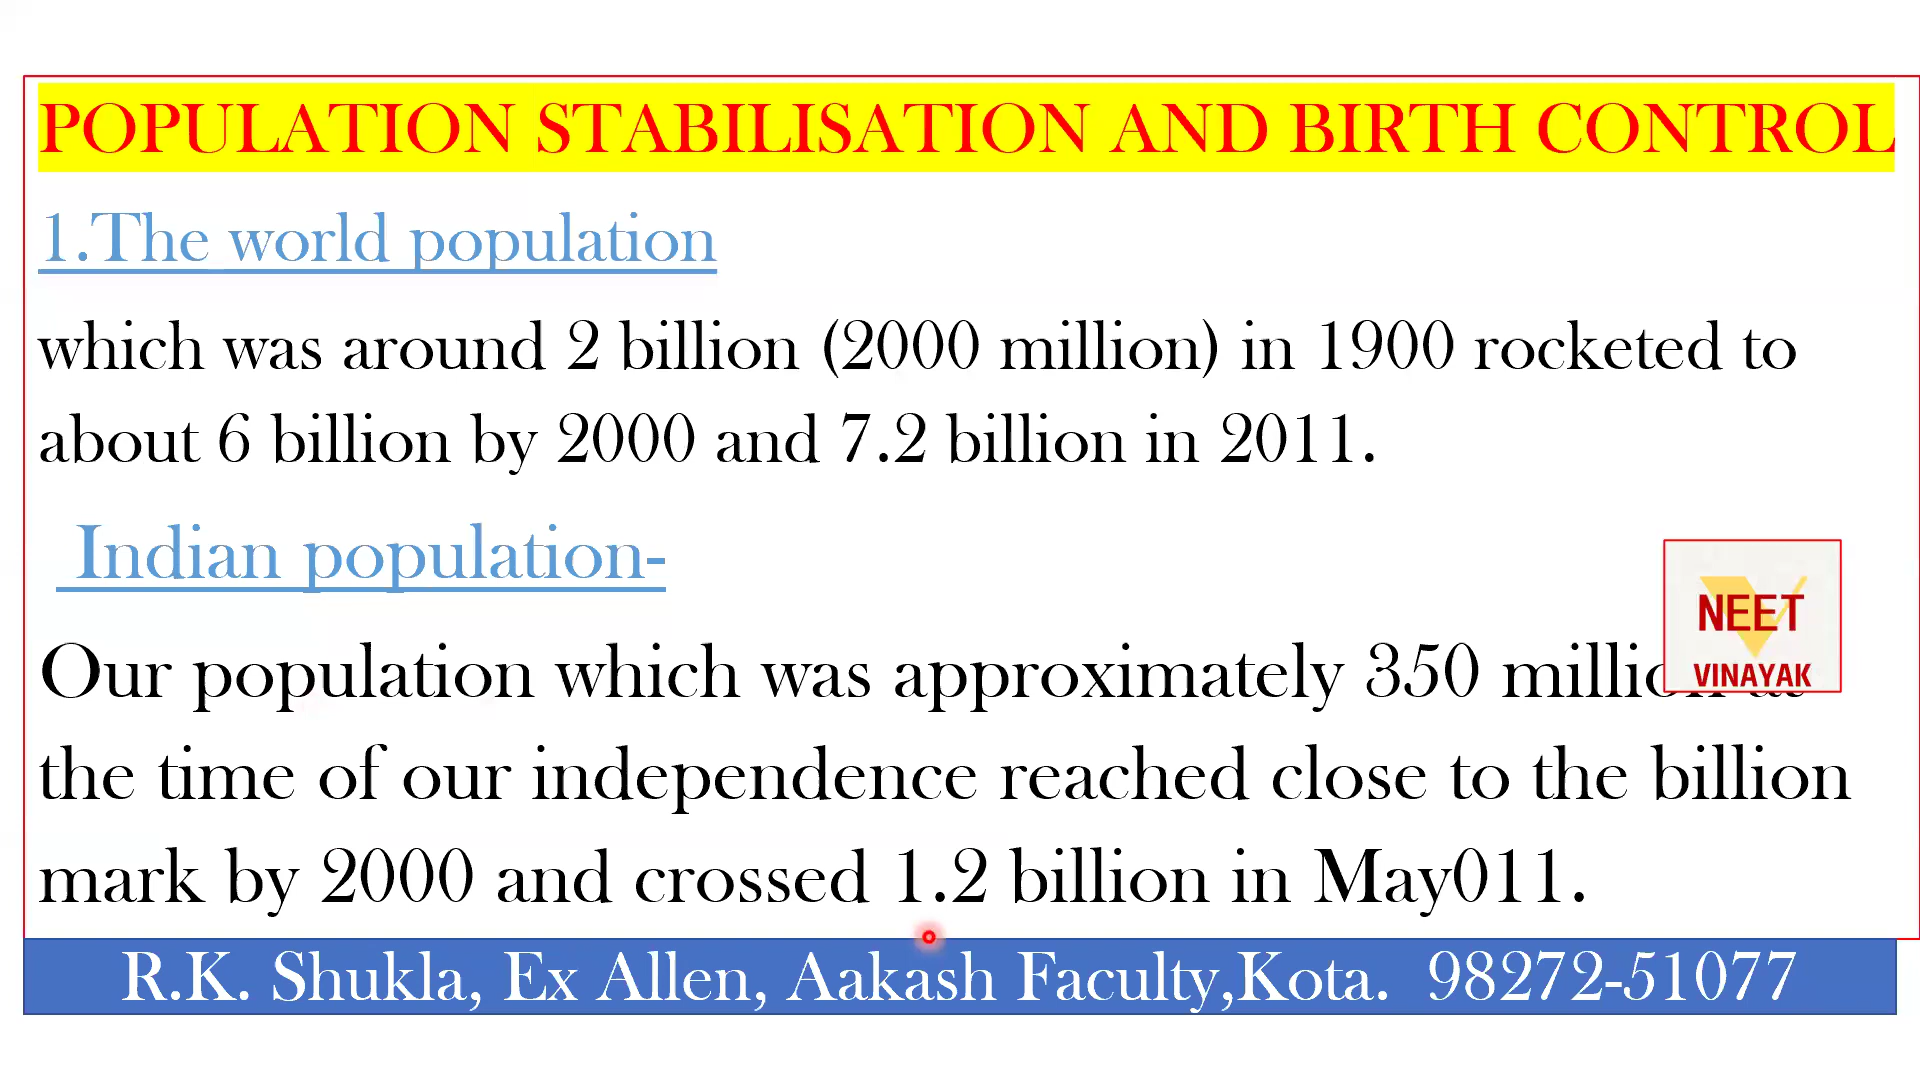 POPULATION STABILISATION AND BIRTH CONTROL
1.The world population
which was around 2 billion (2000 million) in 1900 rocketed to
about 6 billion by 2000 and 7.2 billion in 2011.
Indian population-
NEET
VINAYAK
Our population which was approximately 350 million at
the time of our independence reached close to the billion
mark by 2000 and crossed 1.2 billion in May011.
R.K. Shukla, Ex Allen, Aakash Faculty,Kota. 98272-51077